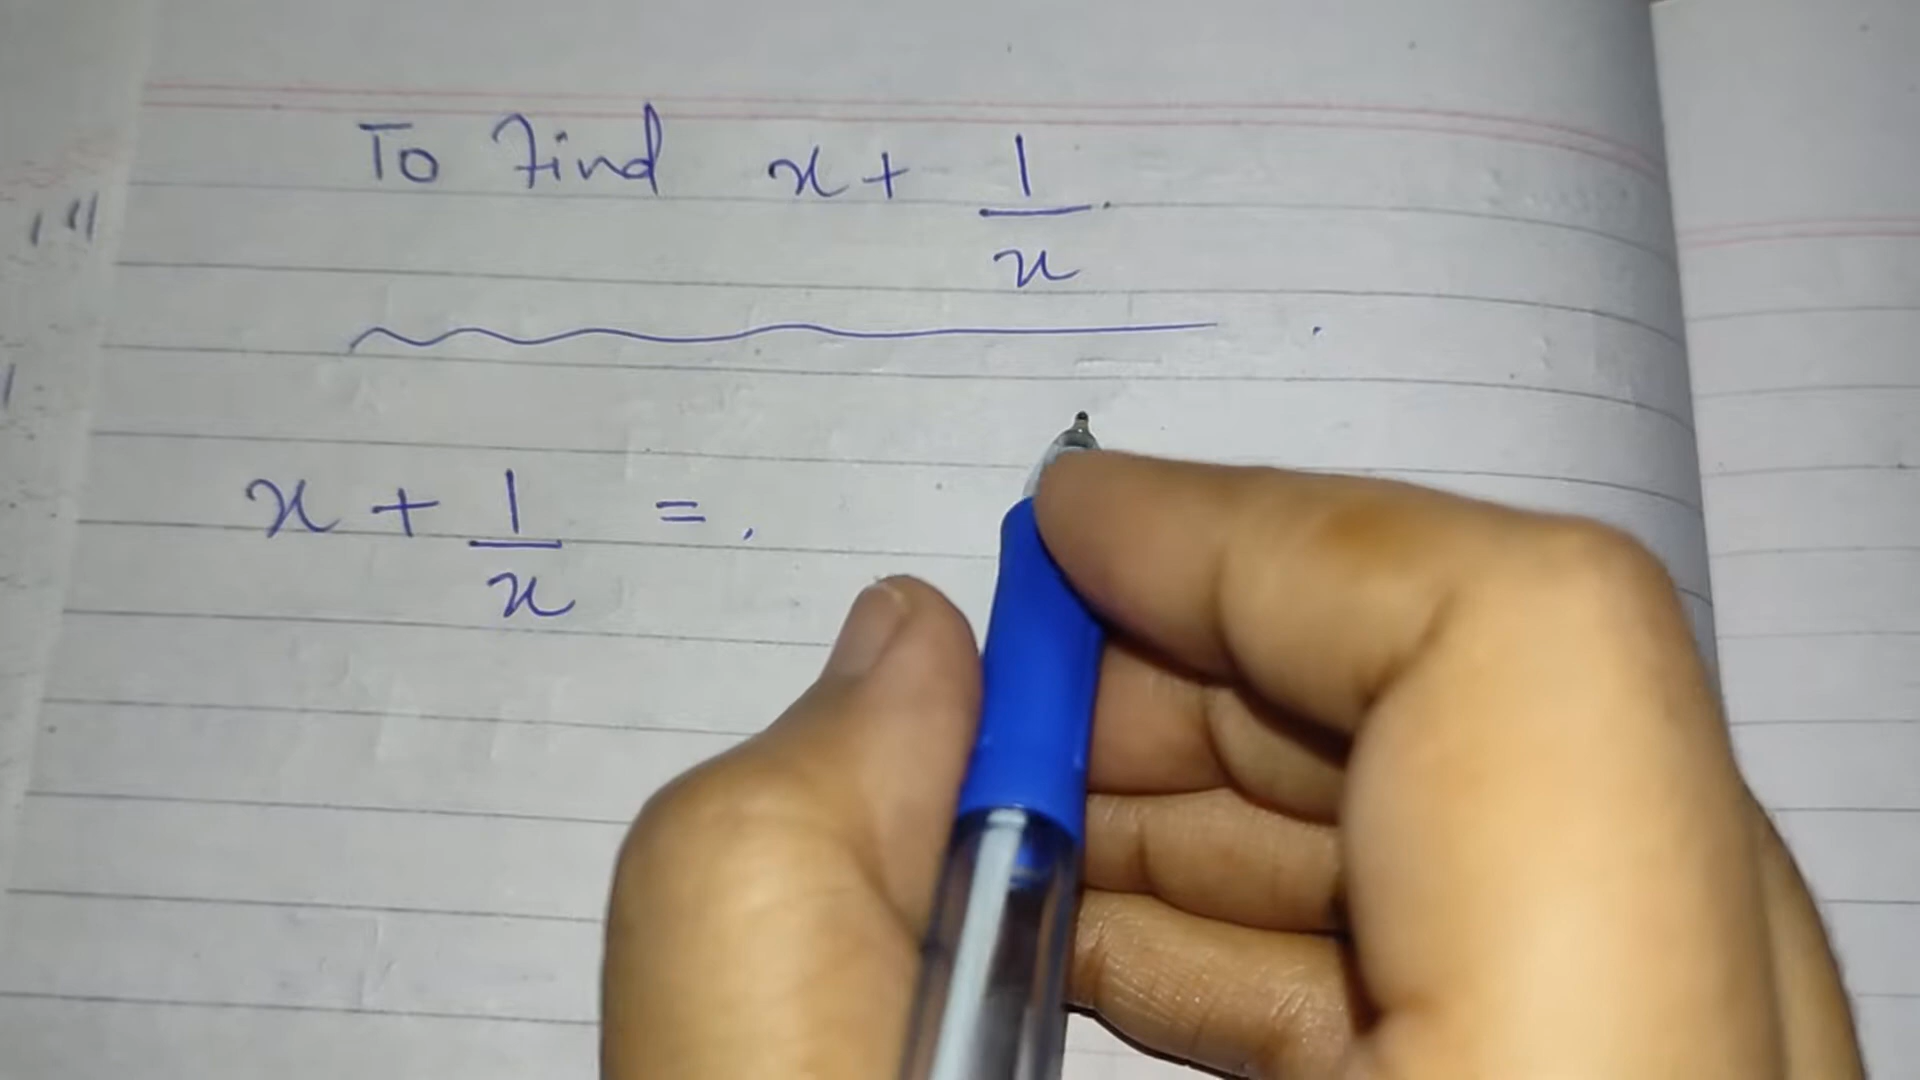 To Find x + 1/x.
x + 1/x =